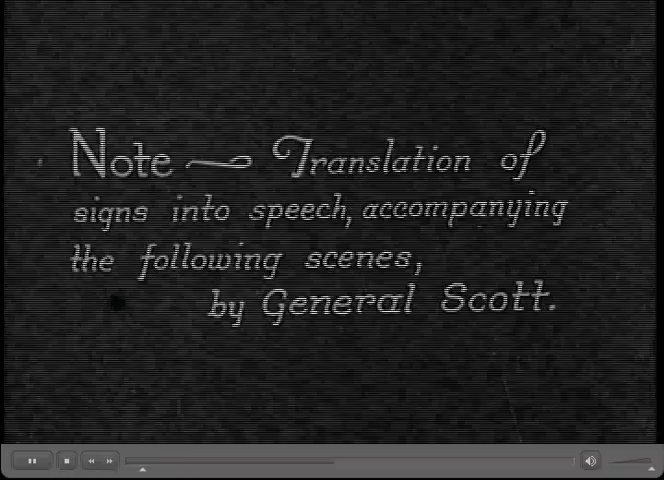 Note — Translation of
signs into speech, accompanying
the following scenes,
by General Scott.